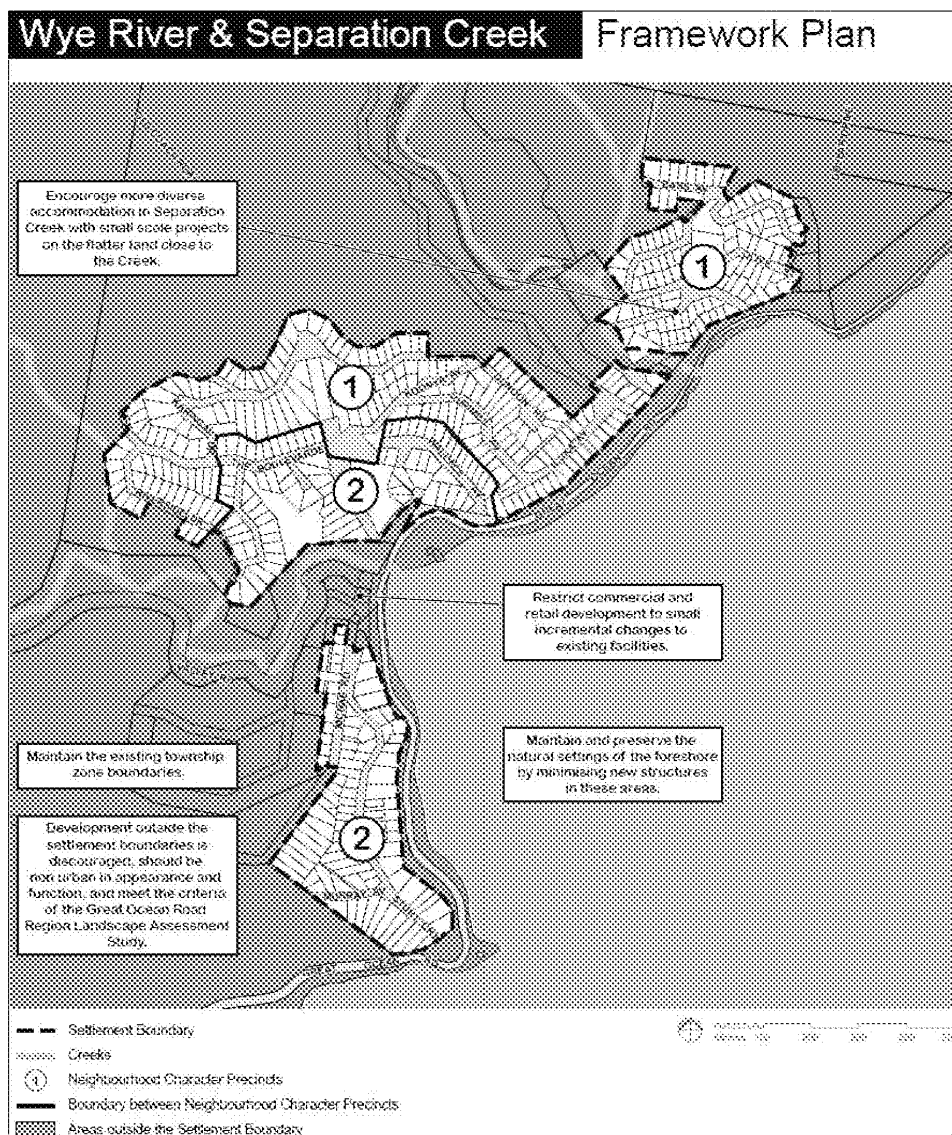 Wye River & Separation Creek Framework Plan
Encourage more diverse
accommodation in Separation
Creek with small scale projects
on the flatter land close to
the Creek.
1
1
2
THE BOULEVARDE
Restrict commercial and
retail development to small
incremental changes to
existing facilities.
Maintain the existing township
zone boundaries.
Maintain and preserve the
natural settings of the foreshore
by minimising new structures
in these areas.
Development outside the
settlement boundaries is
discouraged, should be
non urban in appearance and
function, and meet the criteria
of the Great Ocean Road
Region Landscape Assessment
Study.
2
MURRAY
Settlement Boundary
Creeks
1 Neighbourhood Character Precincts
Boundary between Neighbourhood Character Precincts
Areas outside the Settlement Boundary